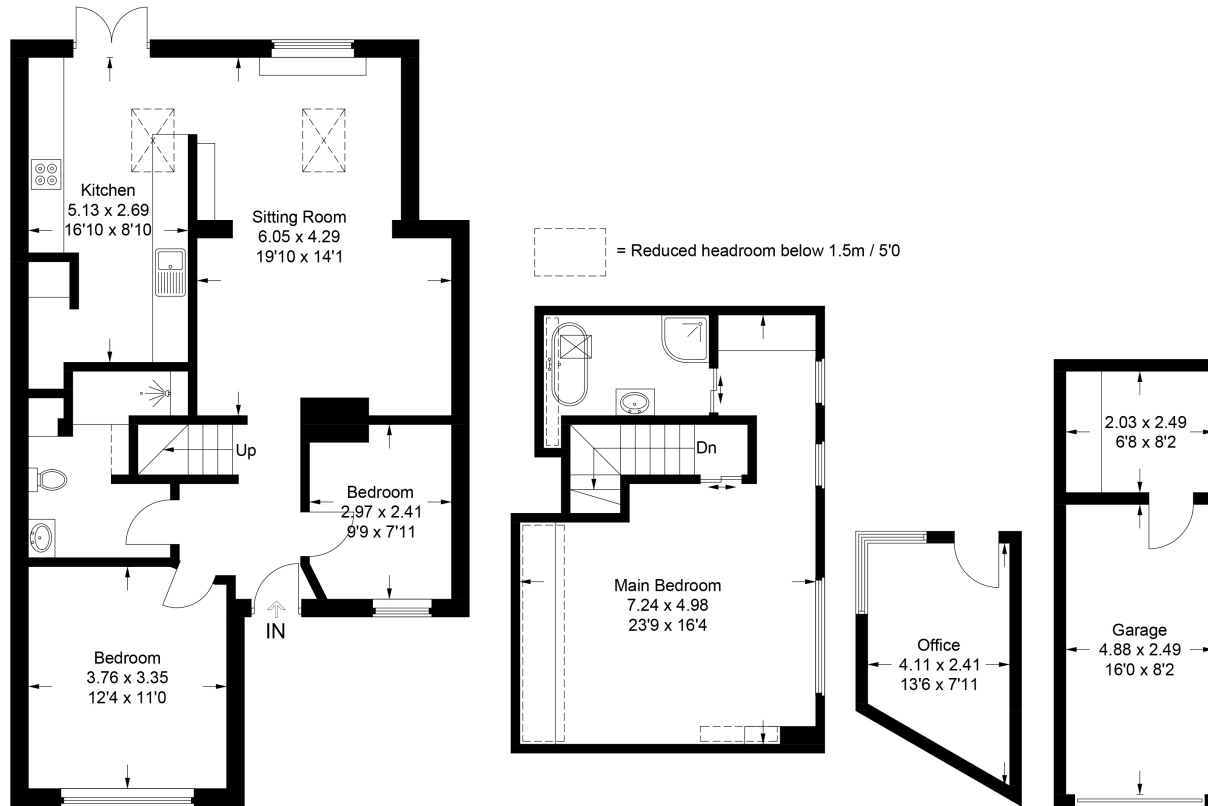 Kitchen
5.13 x 2.69
16'10 x 8'10
Sitting Room
6.05 x 4.29
19'10 x 14'1
Up
Bedroom
2.97 x 2.41
9'9 x 7'11
IN
Bedroom
3.76 x 3.35
12'4 x 11'0
= Reduced headroom below 1.5m / 5'0
Dn
Main Bedroom
7.24 x 4.98
23'9 x 16'4
Office
4.11 x 2.41
13'6 x 7'11
2.03 x 2.49
6'8 x 8'2
Garage
4.88 x 2.49
16'0 x 8'2